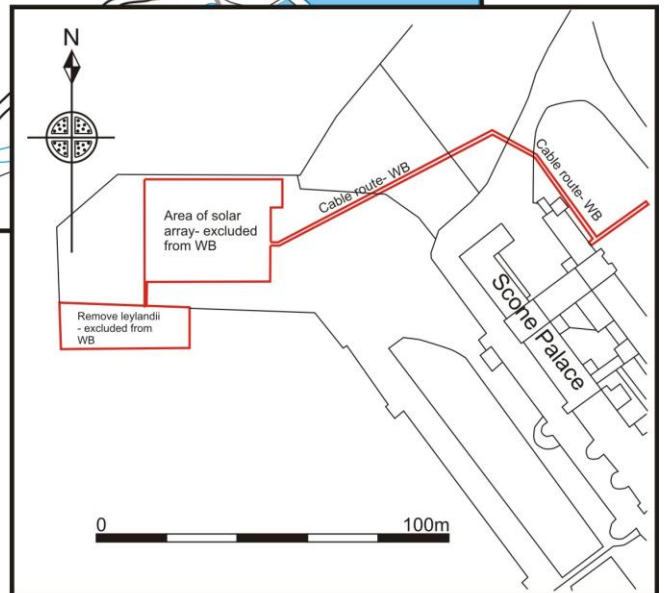 N
Cable route- WB
Cable route- WB
Area of solar
array- excluded
from WB
Remove leylandii
- excluded from
WB
Scone Palace
0
100m